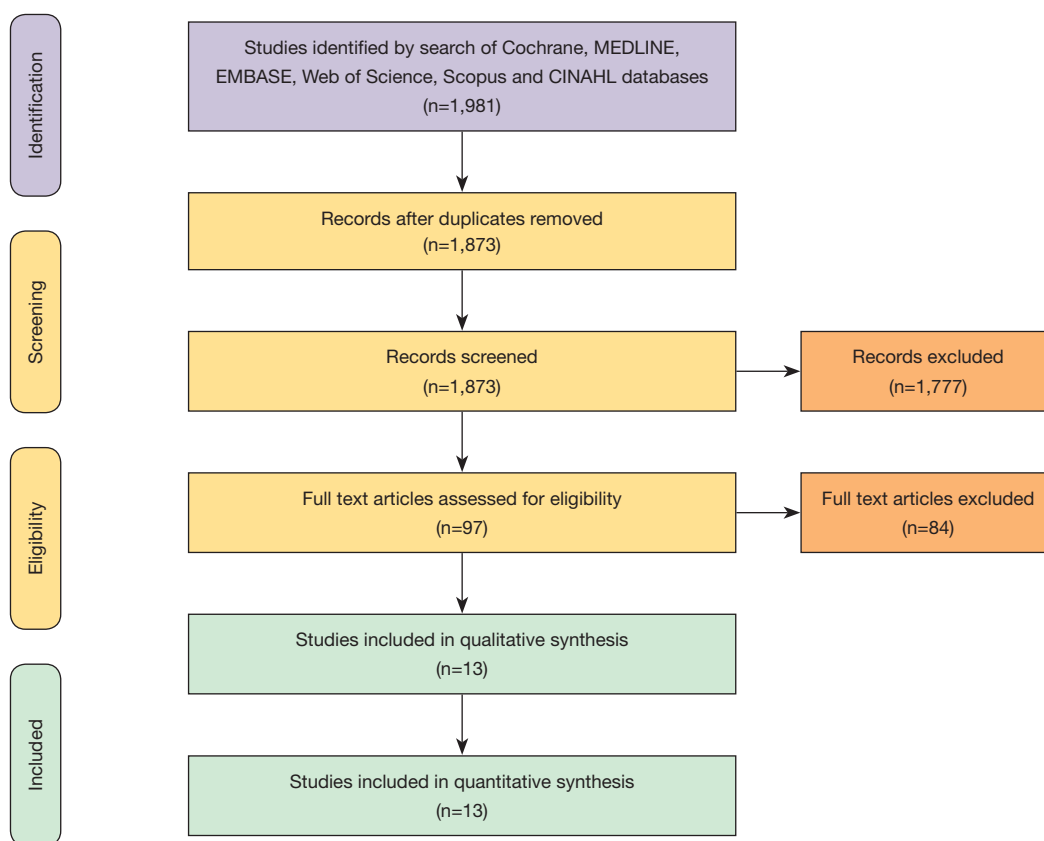 Identification
Studies identified by search of Cochrane, MEDLINE,
EMBASE, Web of Science, Scopus and CINAHL databases
(n=1,981)
Records after duplicates removed
(n=1,873)
Screening
Records screened
(n=1,873)
Records excluded
(n=1,777)
Eligibility
Full text articles assessed for eligibility
(n=97)
Full text articles excluded
(n=84)
Studies included in qualitative synthesis
(n=13)
Included
Studies included in quantitative synthesis
(n=13)